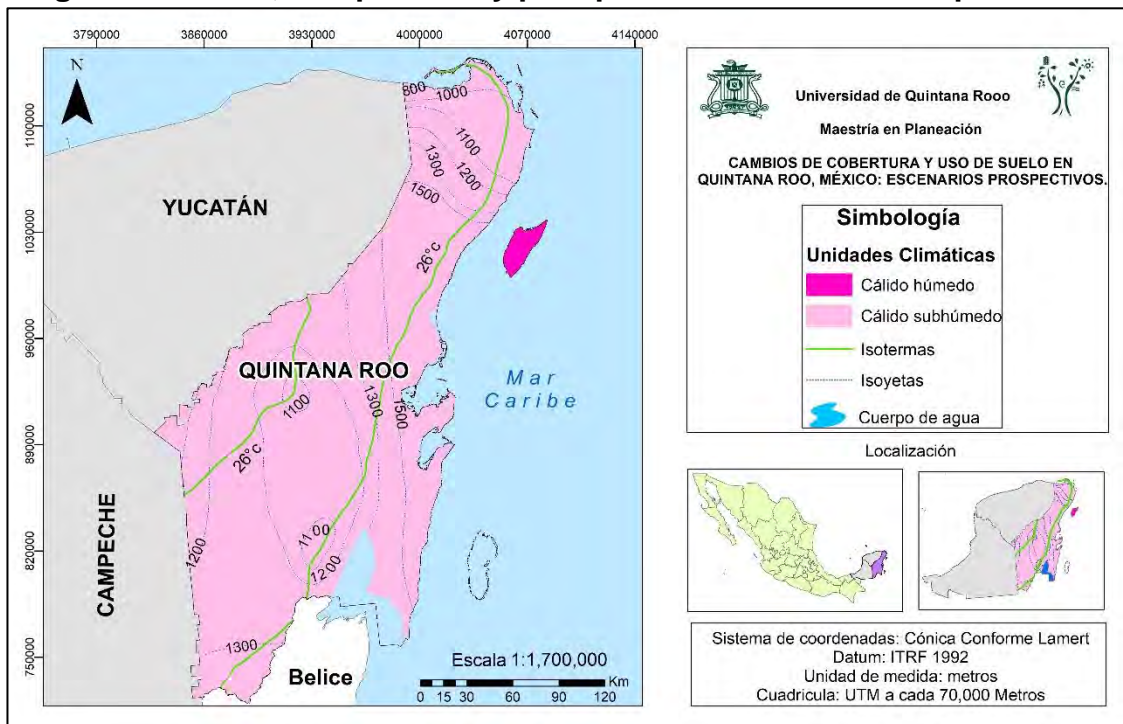 3790000 3860000 3930000 4000000 4070000 4140000
N
1100000
1030000
960000
890000
820000
750000
800
1000
1100
1300
1200
1500
YUCATÁN
26°c
QUINTANA ROO
1100
1300
1500
Mar
Caribe
26°c
CAMPECHE
1200
1100
1200
1300
Belice
Escala 1:1,700,000
Km
0 15 30 60 90 120
Universidad de Quintana Rooo
Maestría en Planeación
CAMBIOS DE COBERTURA Y USO DE SUELO EN
QUINTANA ROO, MÉXICO: ESCENARIOS PROSPECTIVOS.
Simbología
Unidades Climáticas
Cálido húmedo
Cálido subhúmedo
Isotermas
Isoyetas
Cuerpo de agua
Localización
Sistema de coordenadas: Cónica Conforme Lamert
Datum: ITRF 1992
Unidad de medida: metros
Cuadricula: UTM a cada 70,000 Metros